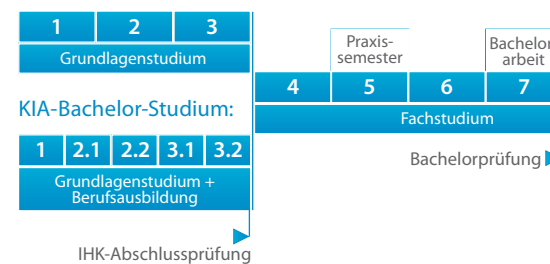 1 2 3
Grundlagenstudium
Praxis-
semester
Bachelor
arbeit
4 5 6 7
Fachstudium
Bachelorprüfung
KIA-Bachelor-Studium:
1 2.1 2.2 3.1 3.2
Grundlagenstudium +
Berufsausbildung
IHK-Abschlussprüfung